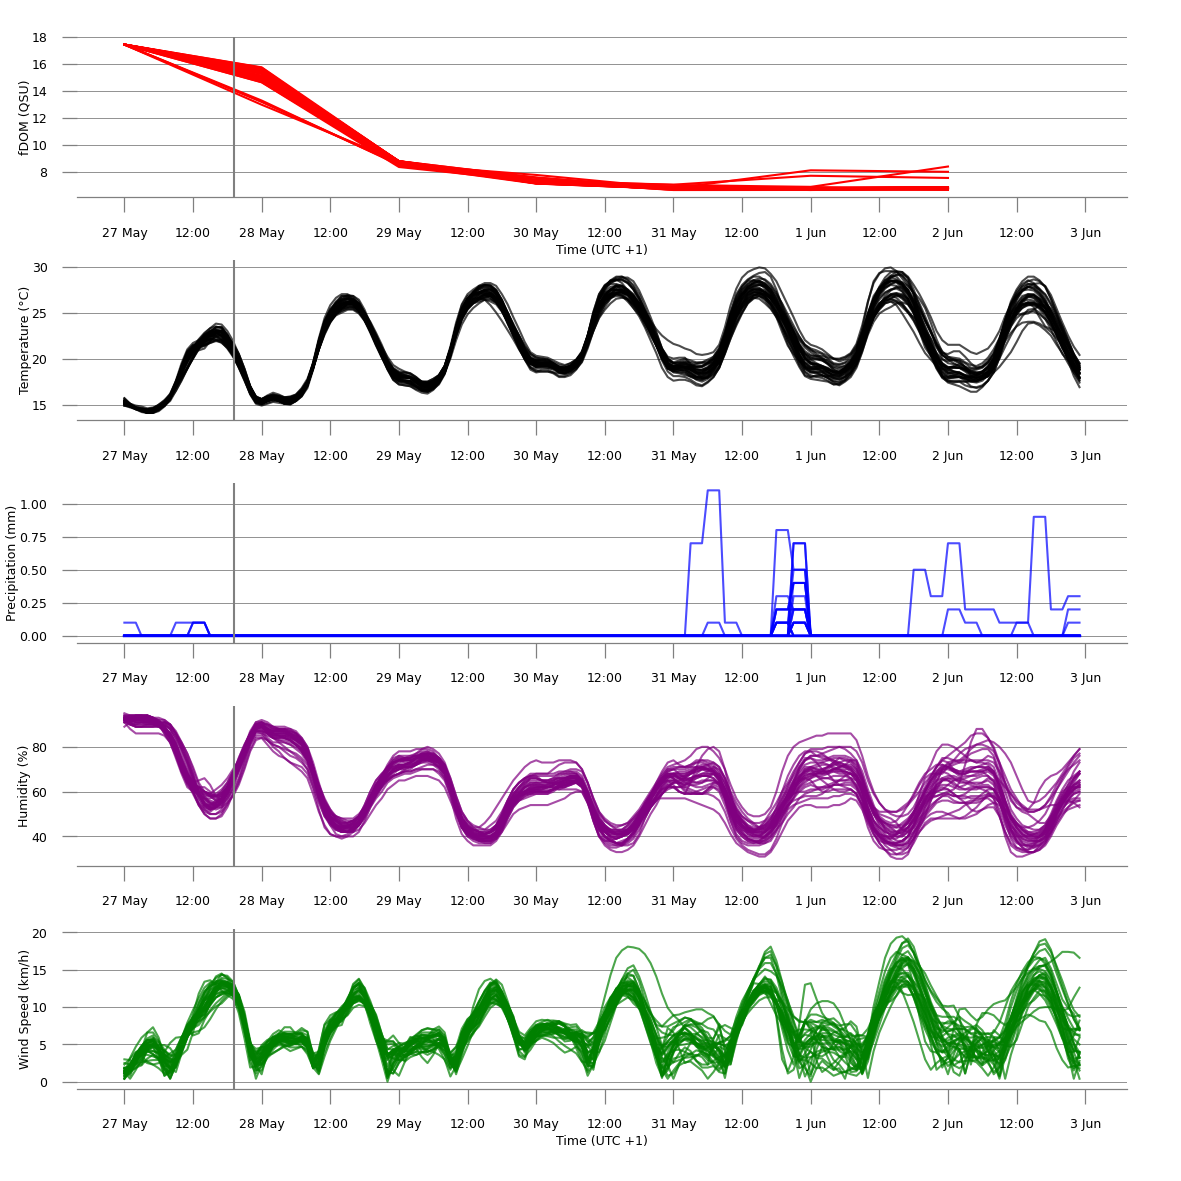 18
16
14
12
10
8
fDOM (QSU)
27 May 12:00 28 May 12:00 29 May 12:00 30 May 12:00 31 May 12:00 1 Jun 12:00 2 Jun 12:00 3 Jun
Time (UTC +1)
30
25
20
15
Temperature (°C)
27 May 12:00 28 May 12:00 29 May 12:00 30 May 12:00 31 May 12:00 1 Jun 12:00 2 Jun 12:00 3 Jun
1.00
0.75
0.50
0.25
0.00
Precipitation (mm)
27 May 12:00 28 May 12:00 29 May 12:00 30 May 12:00 31 May 12:00 1 Jun 12:00 2 Jun 12:00 3 Jun
80
60
40
Humidity (%)
27 May 12:00 28 May 12:00 29 May 12:00 30 May 12:00 31 May 12:00 1 Jun 12:00 2 Jun 12:00 3 Jun
20
15
10
5
0
Wind Speed (km/h)
27 May 12:00 28 May 12:00 29 May 12:00 30 May 12:00 31 May 12:00 1 Jun 12:00 2 Jun 12:00 3 Jun
Time (UTC +1)